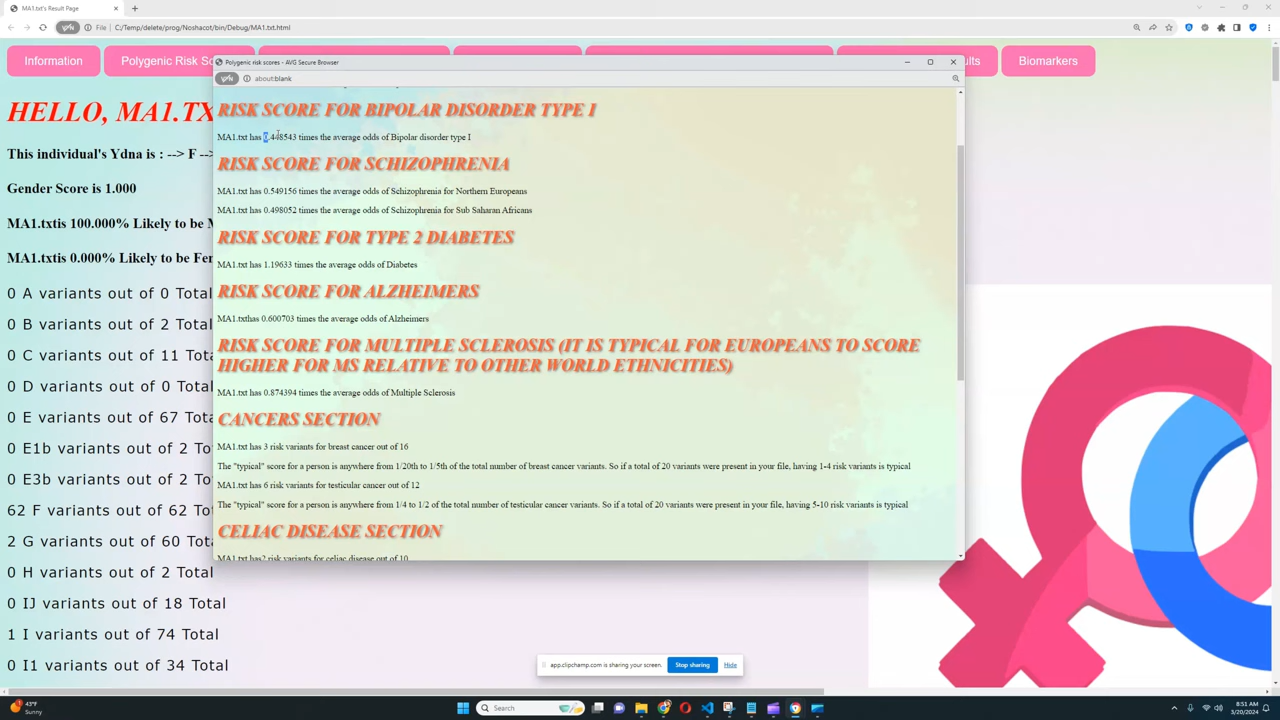 MA1.txt's Result Page
VPN
File
C:/Temp/delete/prog/Noshacot/bin/Debug/MA1.txt.html
Information
Polygenic Risk Sc
Biomarkers
HELLO, MA1.TX
This individual's Ydna is : --> F -->
Gender Score is 1.000
MA1.txtis 100.000% Likely to be M
MA1.txtis 0.000% Likely to be Fer
0 A variants out of 0 Total
0 B variants out of 2 Total
0 C variants out of 11 Total
0 D variants out of 0 Total
0 E variants out of 67 Total
0 E1b variants out of 2 Total
0 E3b variants out of 2 Total
62 F variants out of 62 Total
2 G variants out of 60 Total
0 H variants out of 2 Total
0 IJ variants out of 18 Total
1 I variants out of 74 Total
0 I1 variants out of 34 Total
Polygenic risk scores - AVG Secure Browser
VPN
about:blank
RISK SCORE FOR BIPOLAR DISORDER TYPE I
MA1.txt has 0.448543 times the average odds of Bipolar disorder type I
RISK SCORE FOR SCHIZOPHRENIA
MA1.txt has 0.549156 times the average odds of Schizophrenia for Northern Europeans
MA1.txt has 0.498052 times the average odds of Schizophrenia for Sub Saharan Africans
RISK SCORE FOR TYPE 2 DIABETES
MA1.txt has 1.19633 times the average odds of Diabetes
RISK SCORE FOR ALZHEIMERS
MA1.txthas 0.600703 times the average odds of Alzheimers
RISK SCORE FOR MULTIPLE SCLEROSIS (IT IS TYPICAL FOR EUROPEANS TO SCORE
HIGHER FOR MS RELATIVE TO OTHER WORLD ETHNICITIES)
MA1.txt has 0.874394 times the average odds of Multiple Sclerosis
CANCERS SECTION
MA1.txt has 3 risk variants for breast cancer out of 16
The "typical" score for a person is anywhere from 1/20th to 1/5th of the total number of breast cancer variants. So if a total of 20 variants were present in your file, having 1-4 risk variants is typical
MA1.txt has 6 risk variants for testicular cancer out of 12
The "typical" score for a person is anywhere from 1/4 to 1/2 of the total number of testicular cancer variants. So if a total of 20 variants were present in your file, having 5-10 risk variants is typical
CELIAC DISEASE SECTION
MA1.txt has2 risk variants for celiac disease out of 10
app.clipchamp.com is sharing your screen.
Stop sharing
Hide
43°F
Sunny
Search
8:51 AM
3/20/2024